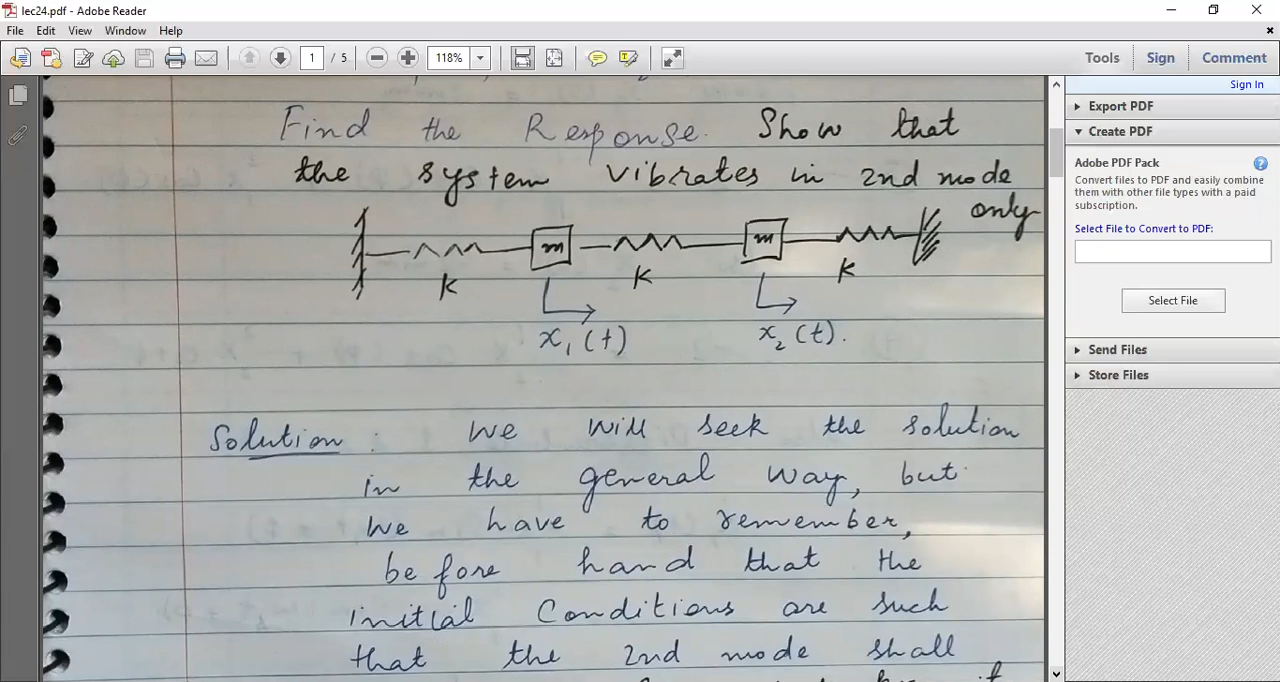 lec24.pdf - Adobe Reader
File Edit View Window Help
1 / 5 118% Tools Sign Comment
Sign In
Find the Response. Show that
the system vibrates in 2nd mode
only
m m
K K K
x₁(t) x₂(t).
Solution: We will seek the solution
in the general way, but
we have to remember,
before hand that the
initial Conditions are such
that the 2nd mode shall
Export PDF
Create PDF
Adobe PDF Pack
Convert files to PDF and easily combine
them with other file types with a paid
subscription.
Select File to Convert to PDF:
Select File
Send Files
Store Files